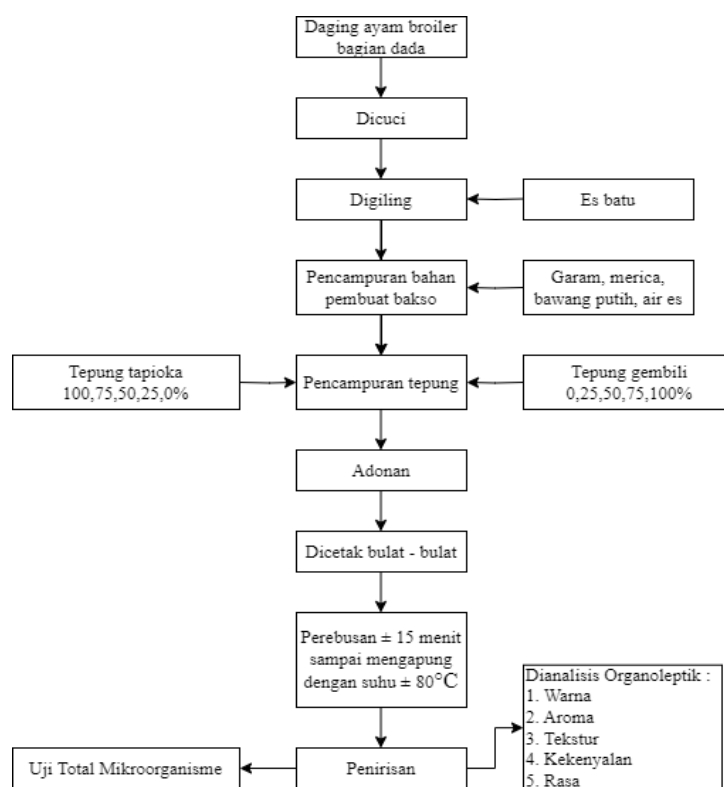 Daging ayam broiler
bagian dada
Dicuci
Digiling
Es batu
Pencampuran bahan
pembuat bakso
Garam, merica,
bawang putih, air es
Tepung tapioka
100,75,50,25,0%
Pencampuran tepung
Tepung gembili
0,25,50,75,100%
Adonan
Dicetak bulat - bulat
Perebusan ± 15 menit
sampai mengapung
dengan suhu ± 80°C
Dianalisis Organoleptik :
1. Warna
2. Aroma
3. Tekstur
4. Kekenyalan
5. Rasa
Uji Total Mikroorganisme
Penirisan